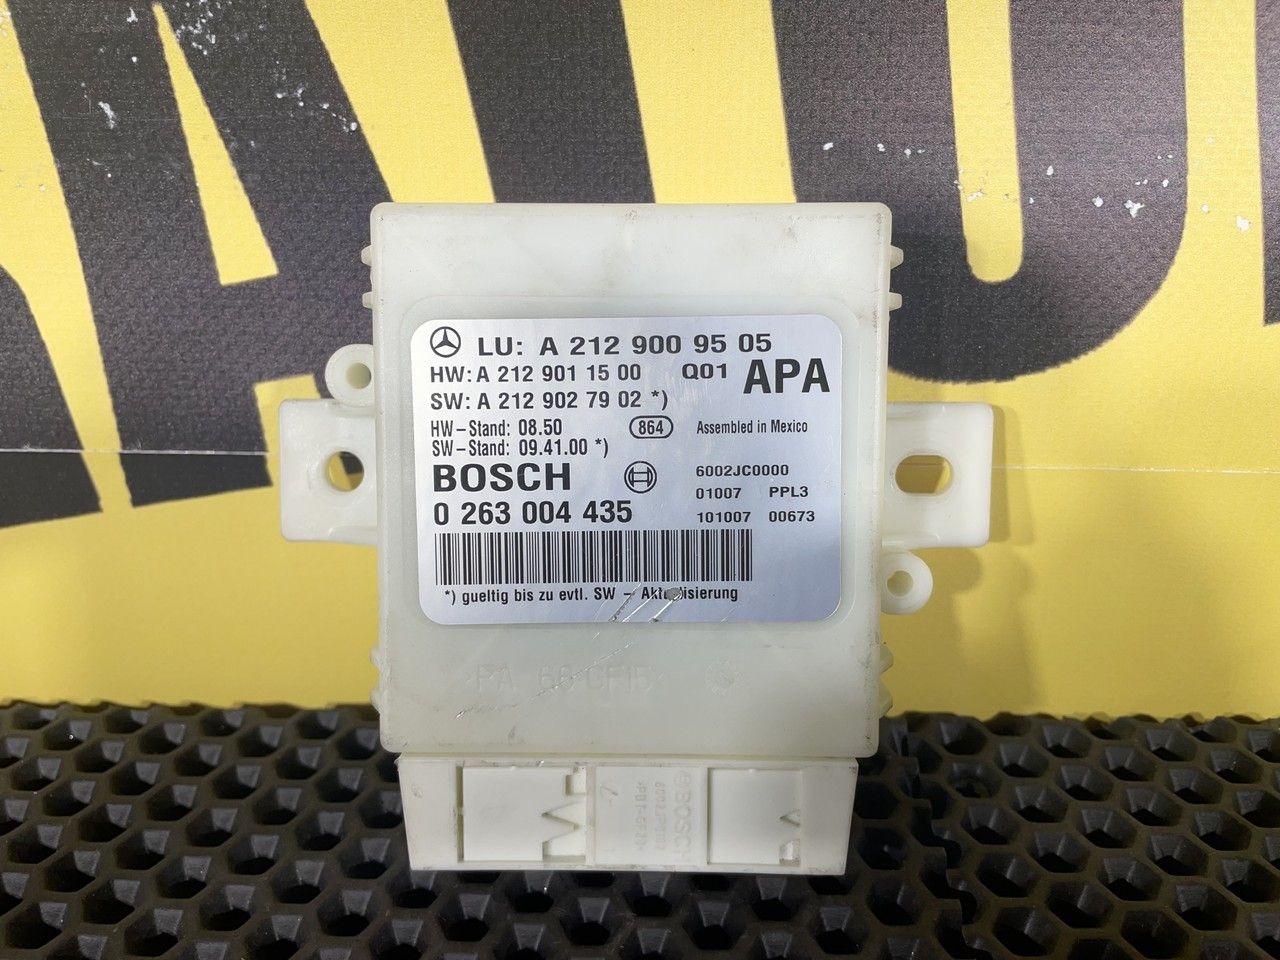 LU: A 212 900 95 05
HW: A 212 901 15 00 Q01 APA
SW: A 212 902 79 02 *)
HW-Stand: 08.50 864 Assembled in Mexico
SW-Stand: 09.41.00 *)
BOSCH 6002JC0000
01007 PPL3
0 263 004 435 101007 00673
*) gueltig bis zu evtl. SW - Aktualisierung
PA 66 GF15
BOSCH